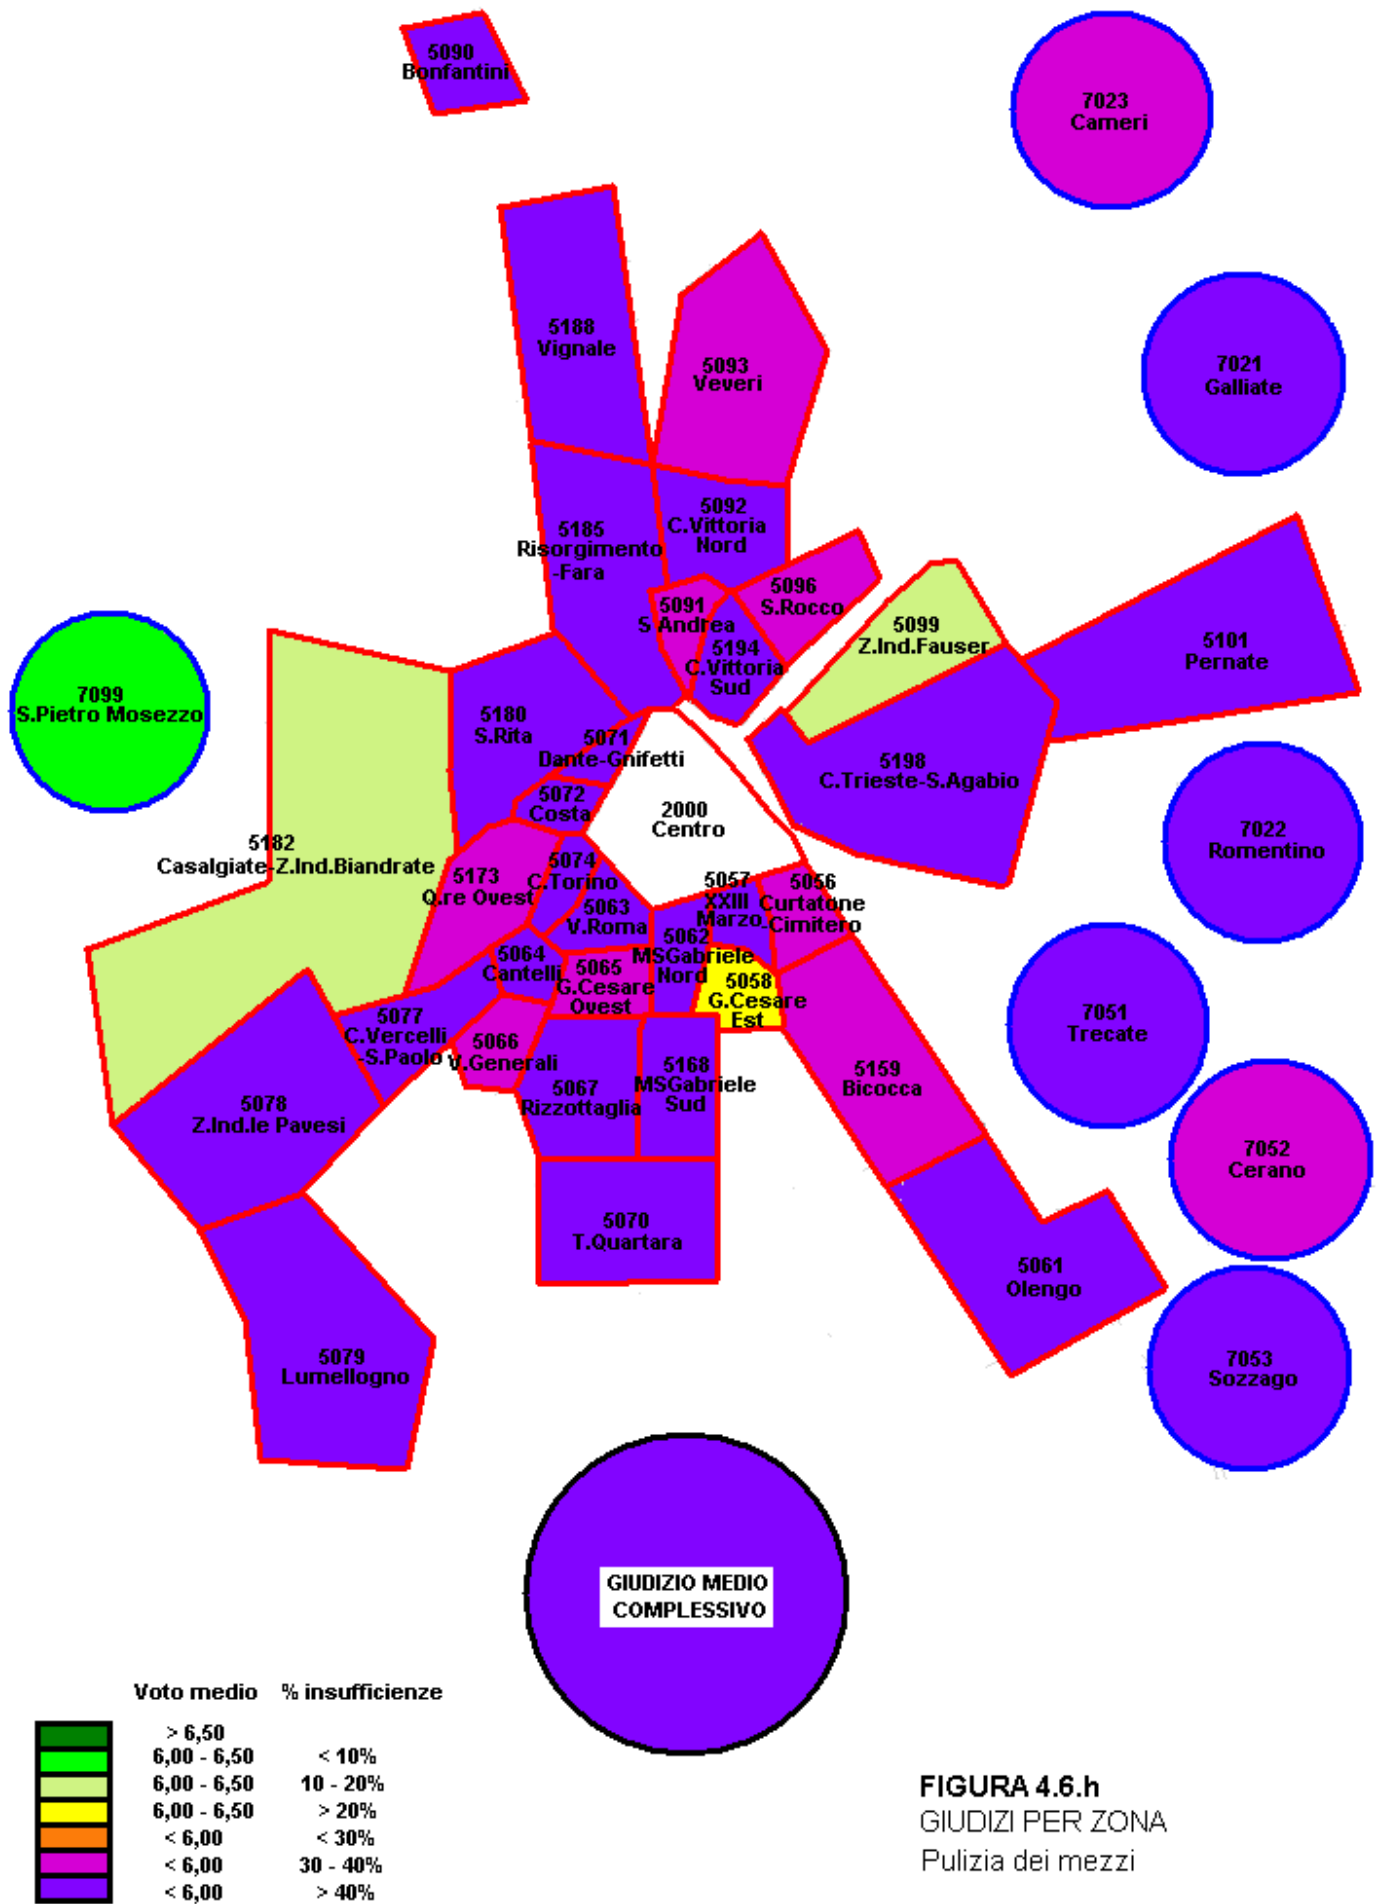 5090
Bonfantini
7023
Cameri
5188
Vignale
5093
Veveri
7021
Galliate
5092
C.Vittoria
Nord
5185
Risorgimento
-Fara
5096
S.Rocco
5091
S.Andrea
5099
Z.Ind.Fauser
5194
C.Vittoria
Sud
5101
Pernate
7099
S.Pietro Mosezzo
5180
S.Rita
5071
Dante-Gnifetti
5198
C.Trieste-S.Agabio
5072
Costa
2000
Centro
7022
Romentino
5182
Casalgiate-Z.Ind.Biandrate
5173
Q.re Ovest
5074
C.Torino
5063
V.Roma
5057
XXIII
Marzo
5056
Curtatone
-Cimitero
5064
Cantelli
5065
G.Cesare
Ovest
5062
MSGabriele
Nord
5058
G.Cesare
Est
7051
Trecate
5077
C.Vercelli
-S.Paolo
5066
V.Generali
5067
Rizzottaglia
5168
MSGabriele
Sud
5159
Bicocca
5078
Z.Ind.le Pavesi
7052
Cerano
5070
T.Quartara
5061
Olengo
5079
Lumellogno
7053
Sozzago
GIUDIZIO MEDIO
COMPLESSIVO
Voto medio % insufficienze
> 6,50
6,00 - 6,50 < 10%
6,00 - 6,50 10 - 20%
6,00 - 6,50 > 20%
< 6,00 < 30%
< 6,00 30 - 40%
< 6,00 > 40%
FIGURA 4.6.h
GIUDIZI PER ZONA
Pulizia dei mezzi